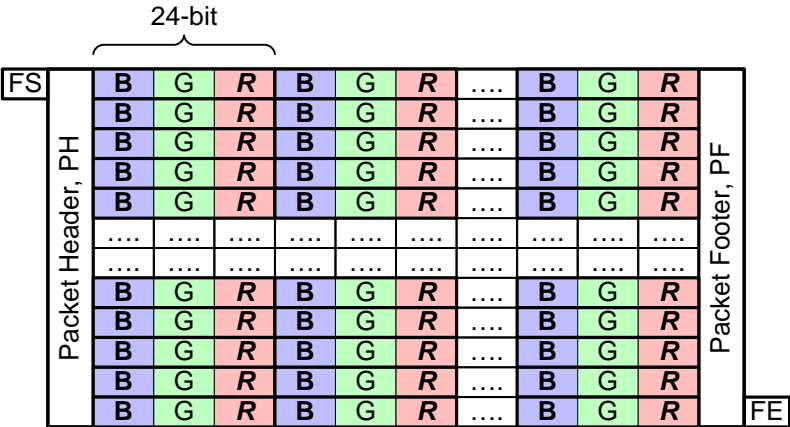 24-bit
FS B G R B G R .... B G R
B G R B G R .... B G R
B G R B G R .... B G R
B G R B G R .... B G R
B G R B G R .... B G R
.... .... .... .... .... .... .... .... .... ....
.... .... .... .... .... .... .... .... .... ....
B G R B G R .... B G R
B G R B G R .... B G R
B G R B G R .... B G R
B G R B G R .... B G R
B G R B G R .... B G R FE
Packet Header, PH
Packet Footer, PF